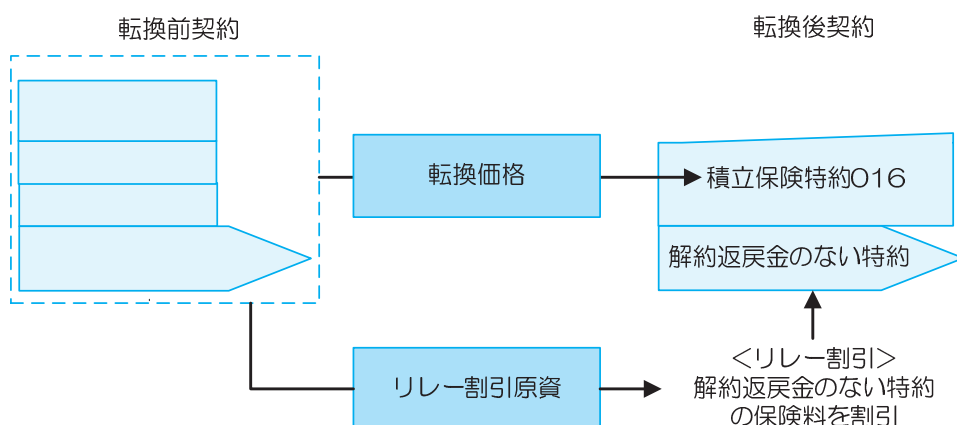 転換前契約
転換後契約
転換価格
積立保険特約016
解約返戻金のない特約
リレー割引原資
＜リレー割引＞
解約返戻金のない特約
の保険料を割引